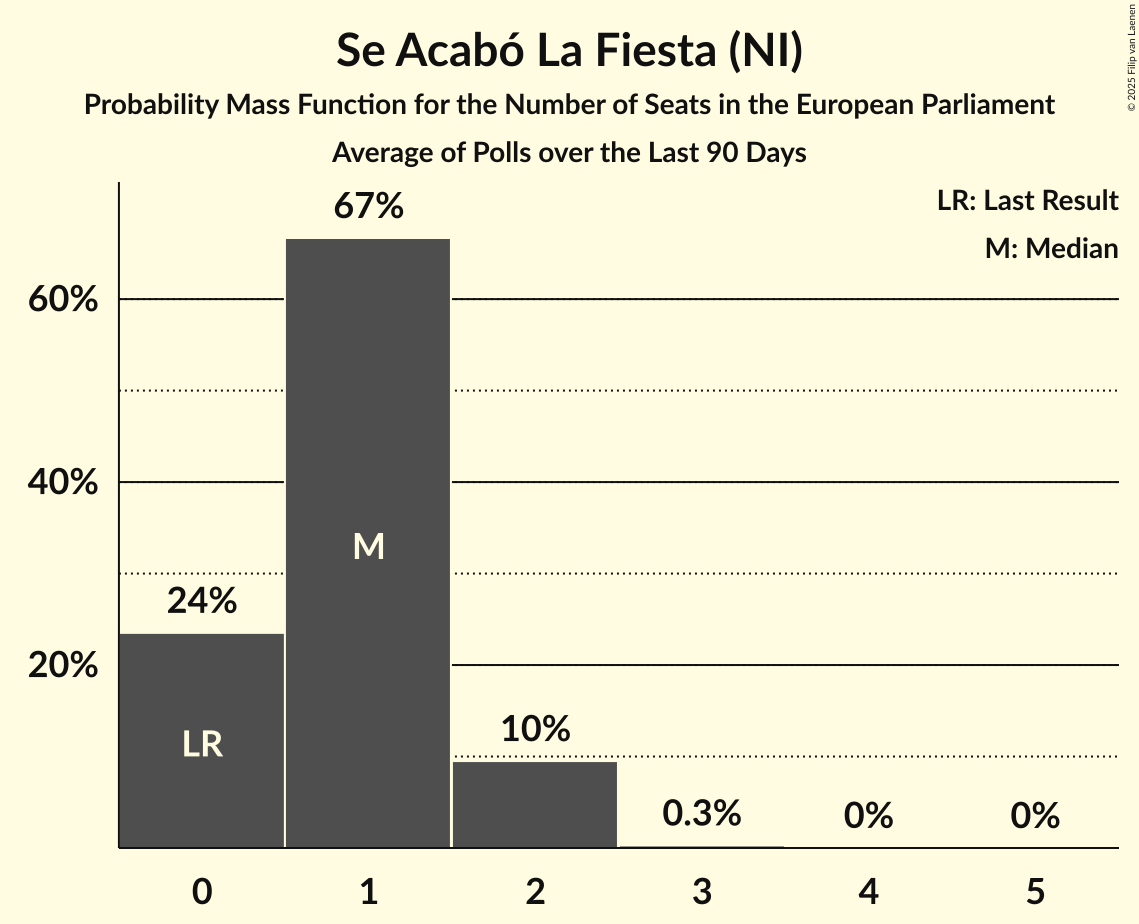 Se Acabó La Fiesta (NI)
Probability Mass Function for the Number of Seats in the European Parliament
Average of Polls over the Last 90 Days
© 2025 Filip van Laenen
LR: Last Result
M: Median
67%
60%
40%
M
24%
20%
LR
10%
0.3%
0%
0%
0 1 2 3 4 5